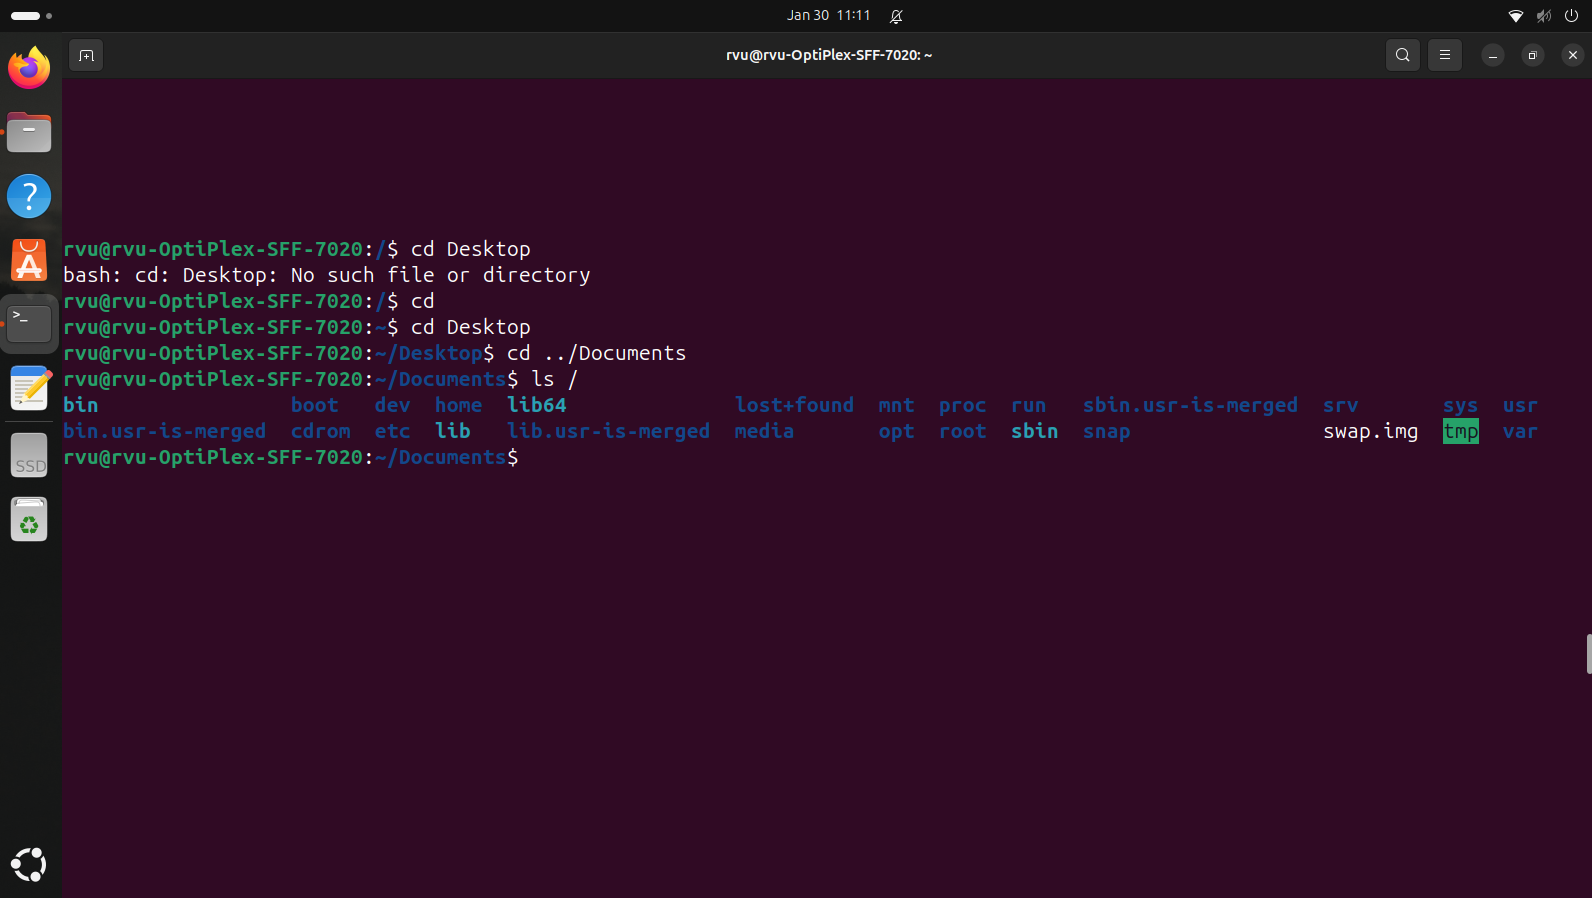 Jan 30 11:11
rvu@rvu-OptiPlex-SFF-7020: ~
rvu@rvu-OptiPlex-SFF-7020:/$ cd Desktop
bash: cd: Desktop: No such file or directory
rvu@rvu-OptiPlex-SFF-7020:/$ cd
rvu@rvu-OptiPlex-SFF-7020:~$ cd Desktop
rvu@rvu-OptiPlex-SFF-7020:~/Desktop$ cd ../Documents
rvu@rvu-OptiPlex-SFF-7020:~/Documents$ ls /
bin boot dev home lib64 lost+found mnt proc run sbin.usr-is-merged srv sys usr
bin.usr-is-merged cdrom etc lib lib.usr-is-merged media opt root sbin snap swap.img tmp var
rvu@rvu-OptiPlex-SFF-7020:~/Documents$
?
>_
SSD